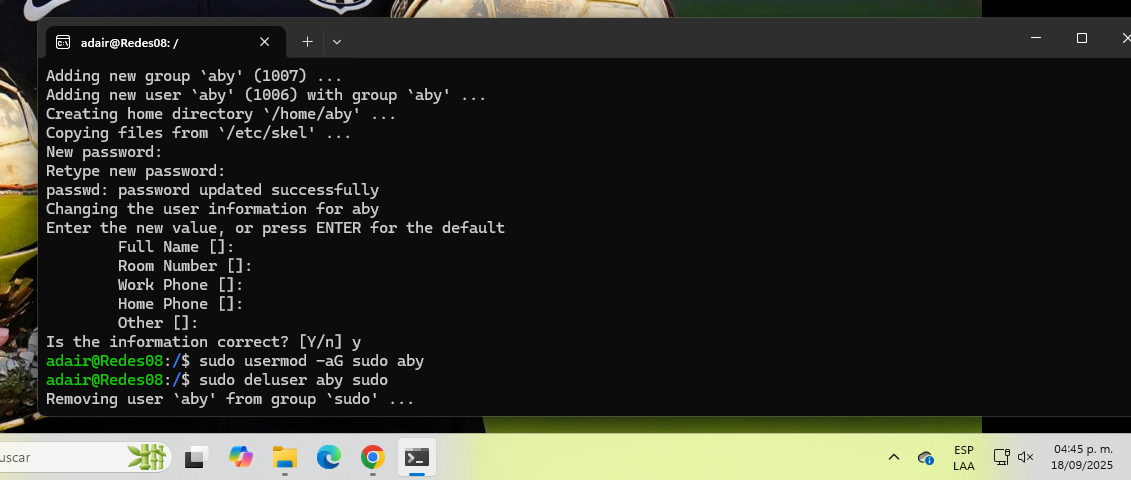 adair@Redes08: /
Adding new group `aby' (1007) ...
Adding new user `aby' (1006) with group `aby' ...
Creating home directory `/home/aby' ...
Copying files from `/etc/skel' ...
New password:
Retype new password:
passwd: password updated successfully
Changing the user information for aby
Enter the new value, or press ENTER for the default
Full Name []:
Room Number []:
Work Phone []:
Home Phone []:
Other []:
Is the information correct? [Y/n] y
adair@Redes08:/$ sudo usermod -aG sudo aby
adair@Redes08:/$ sudo deluser aby sudo
Removing user `aby' from group `sudo' ...
uscar
ESP
LAA
04:45 p. m.
18/09/2025